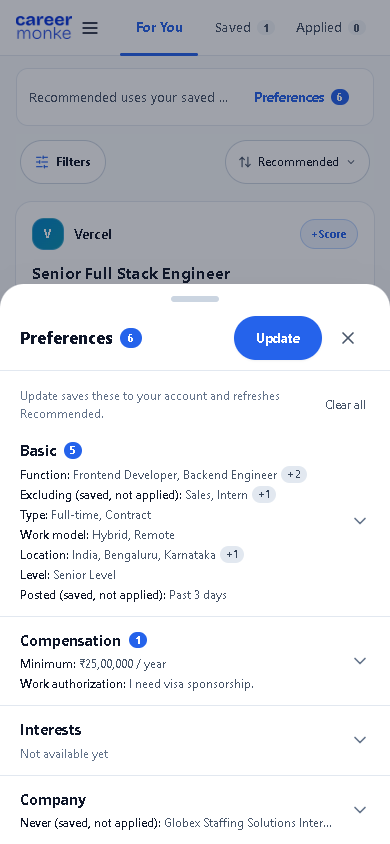 career
monke
For You
Saved 1
Applied 0
Recommended uses your saved ...
Preferences 6
Filters
Recommended
V
Vercel
+Score
Senior Full Stack Engineer
Preferences 6
Update
Update saves these to your account and refreshes
Recommended.
Clear all
Basic 5
Function: Frontend Developer, Backend Engineer +2
Excluding (saved, not applied): Sales, Intern +1
Type: Full-time, Contract
Work model: Hybrid, Remote
Location: India, Bengaluru, Karnataka +1
Level: Senior Level
Posted (saved, not applied): Past 3 days
Compensation 1
Minimum: ₹25,00,000 / year
Work authorization: I need visa sponsorship.
Interests
Not available yet
Company
Never (saved, not applied): Globex Staffing Solutions Inter...